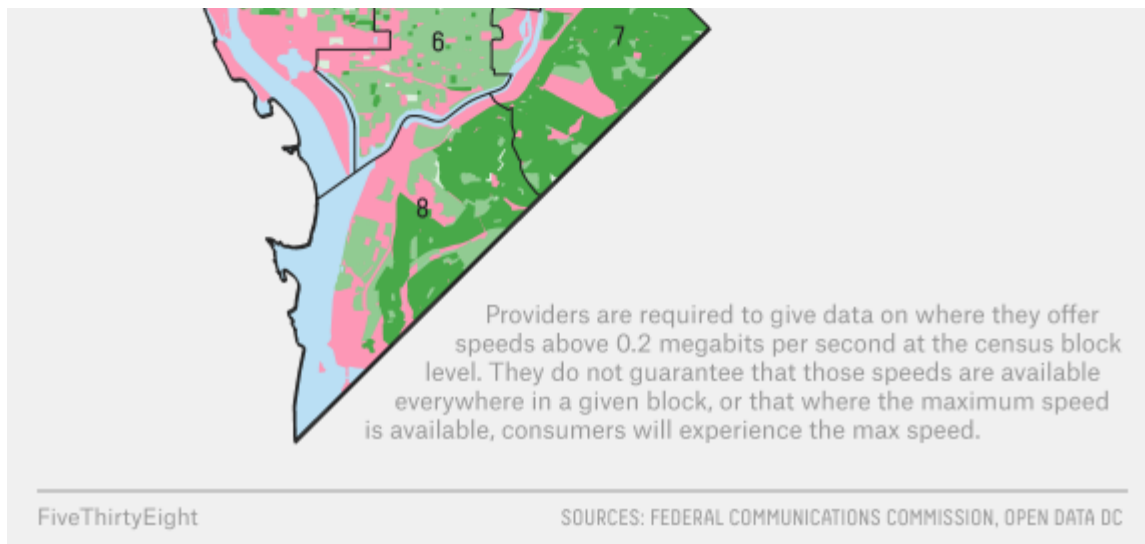 6
7
8
Providers are required to give data on where they offer
speeds above 0.2 megabits per second at the census block
level. They do not guarantee that those speeds are available
everywhere in a given block, or that where the maximum speed
is available, consumers will experience the max speed.
FiveThirtyEight
SOURCES: FEDERAL COMMUNICATIONS COMMISSION, OPEN DATA DC